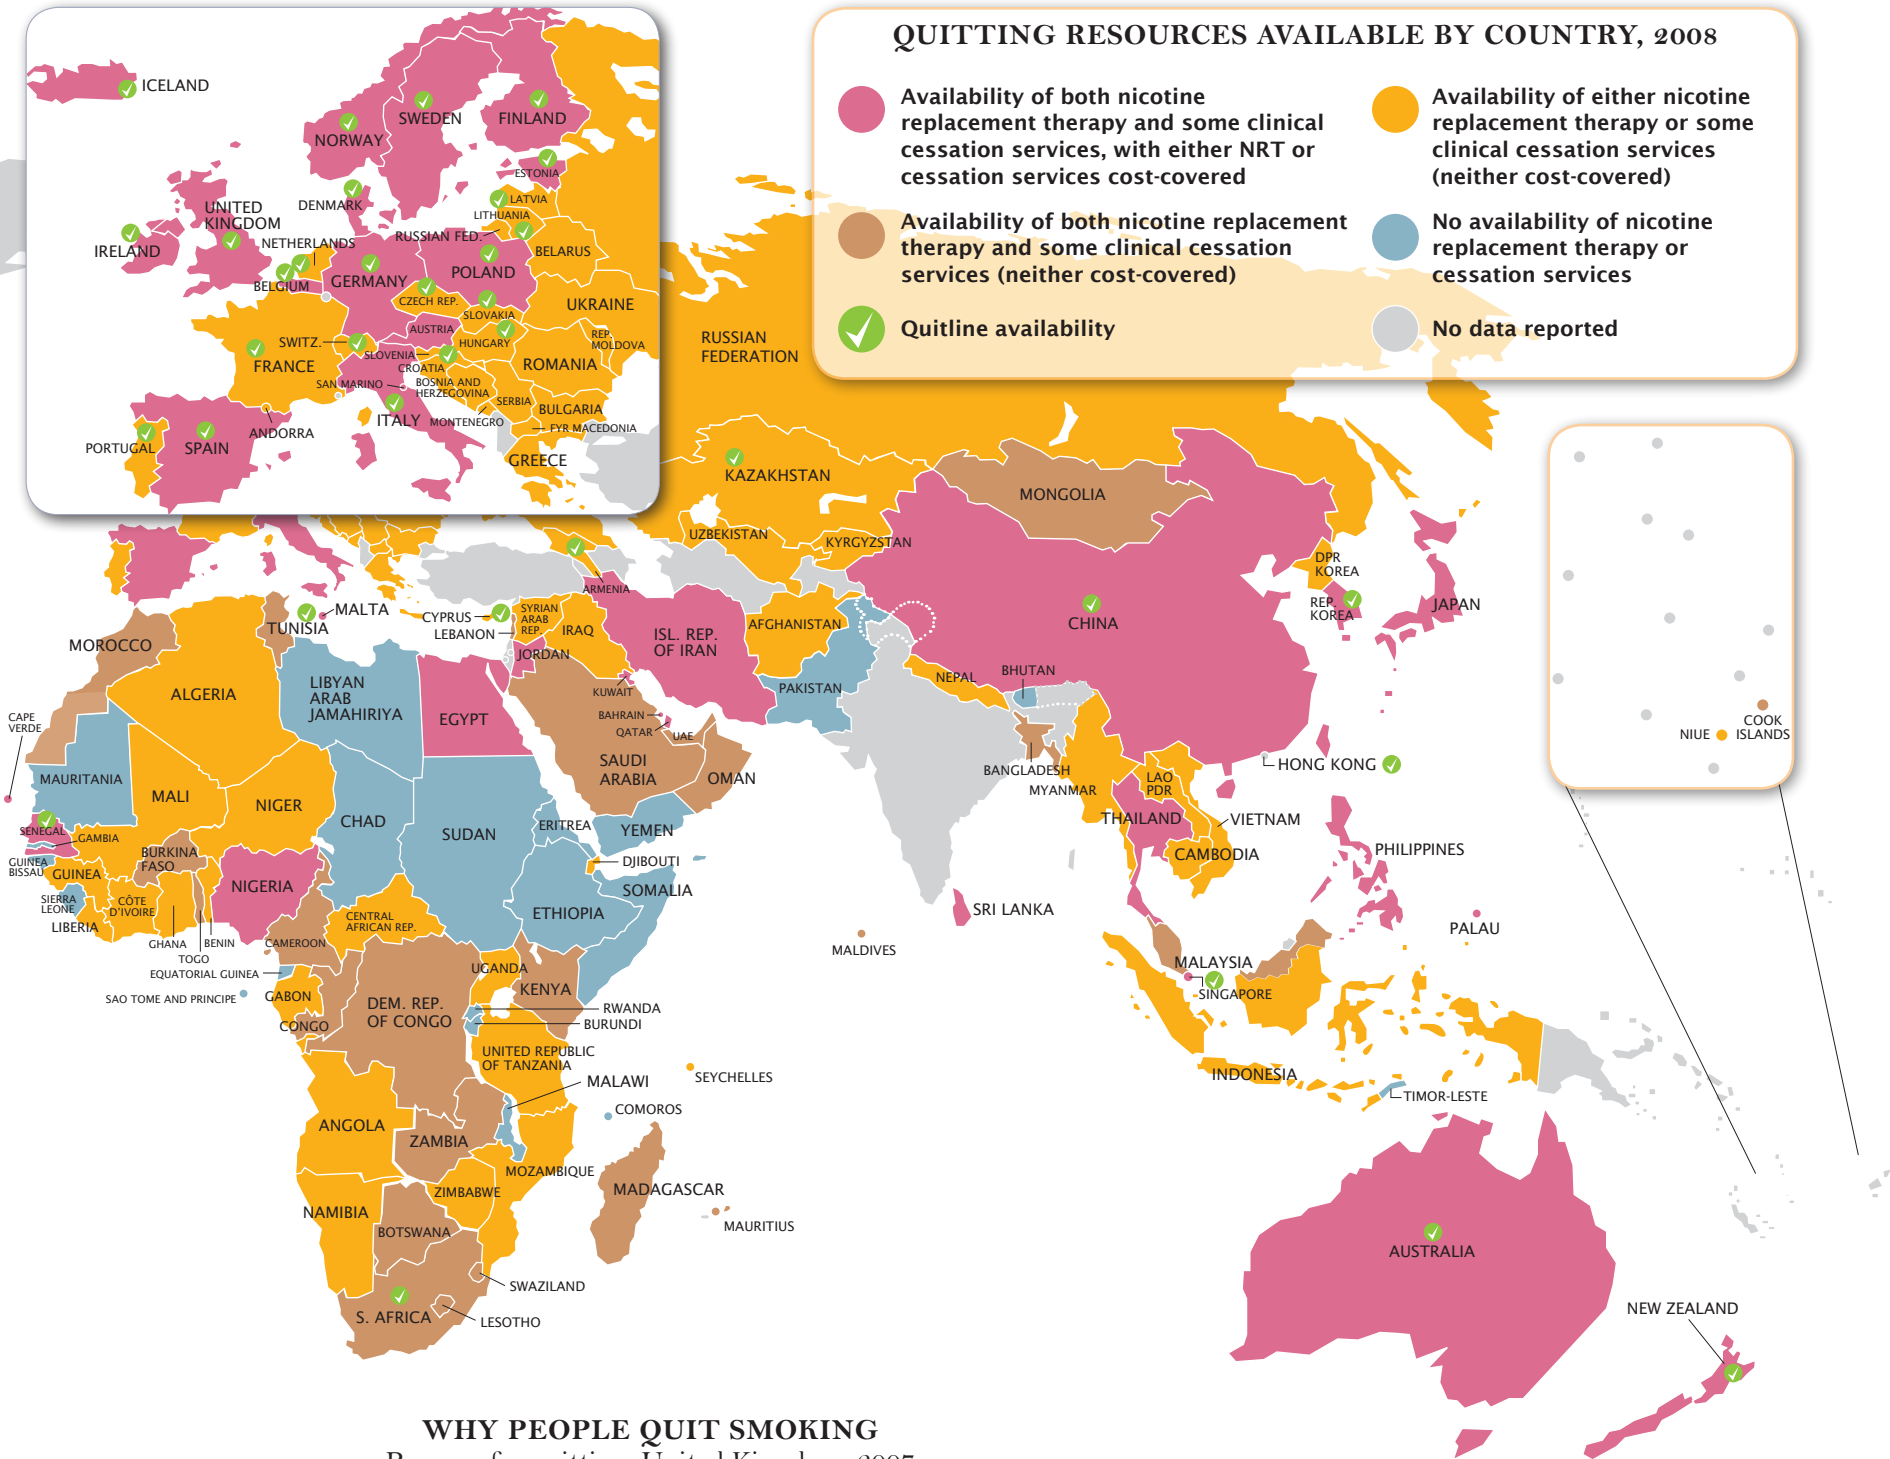 QUITTING RESOURCES AVAILABLE BY COUNTRY, 2008
Availability of both nicotine
replacement therapy and some clinical
cessation services, with either NRT or
cessation services cost-covered
Availability of either nicotine
replacement therapy or some
clinical cessation services
(neither cost-covered)
Availability of both nicotine replacement
therapy and some clinical cessation
services (neither cost-covered)
No availability of nicotine
replacement therapy or
cessation services
Quitline availability
No data reported
ICELAND
NORWAY
SWEDEN
FINLAND
ESTONIA
LATVIA
LITHUANIA
RUSSIAN FED.
DENMARK
UNITED
KINGDOM
IRELAND
NETHERLANDS
BELGIUM
GERMANY
POLAND
BELARUS
CZECH REP.
SLOVAKIA
UKRAINE
AUSTRIA
HUNGARY
REP.
MOLDOVA
SWITZ.
SLOVENIA
CROATIA
FRANCE
ROMANIA
SAN MARINO
BOSNIA AND
HERZEGOVINA
SERBIA
BULGARIA
ITALY
MONTENEGRO
FYR MACEDONIA
ANDORRA
PORTUGAL
SPAIN
GREECE
RUSSIAN
FEDERATION
KAZAKHSTAN
MONGOLIA
UZBEKISTAN
KYRGYZSTAN
DPR
KOREA
REP.
KOREA
JAPAN
ARMENIA
MALTA
TUNISIA
CYPRUS
LEBANON
SYRIAN
ARAB
REP.
IRAQ
ISL. REP.
OF IRAN
AFGHANISTAN
CHINA
MOROCCO
JORDAN
ALGERIA
LIBYAN
ARAB
JAMAHIRIYA
EGYPT
KUWAIT
BAHRAIN
QATAR
UAE
PAKISTAN
NEPAL
BHUTAN
SAUDI
ARABIA
OMAN
BANGLADESH
MYANMAR
LAO
PDR
HONG KONG
CAPE
VERDE
MAURITANIA
MALI
NIGER
CHAD
SUDAN
ERITREA
YEMEN
THAILAND
VIETNAM
CAMBODIA
PHILIPPINES
SENEGAL
GAMBIA
GUINEA
BISSAU
GUINEA
BURKINA
FASO
NIGERIA
DJIBOUTI
SOMALIA
ETHIOPIA
SIERRA
LEONE
LIBERIA
CÔTE
D'IVOIRE
GHANA
TOGO
BENIN
CAMEROON
CENTRAL
AFRICAN REP.
SRI LANKA
MALDIVES
PALAU
MALAYSIA
SINGAPORE
INDONESIA
TIMOR-LESTE
EQUATORIAL GUINEA
SAO TOME AND PRINCIPE
GABON
CONGO
DEM. REP.
OF CONGO
UGANDA
KENYA
RWANDA
BURUNDI
UNITED REPUBLIC
OF TANZANIA
SEYCHELLES
MALAWI
COMOROS
ANGOLA
ZAMBIA
MOZAMBIQUE
MADAGASCAR
MAURITIUS
ZIMBABWE
NAMIBIA
BOTSWANA
SWAZILAND
S. AFRICA
LESOTHO
NIUE
COOK
ISLANDS
AUSTRALIA
NEW ZEALAND
WHY PEOPLE QUIT SMOKING